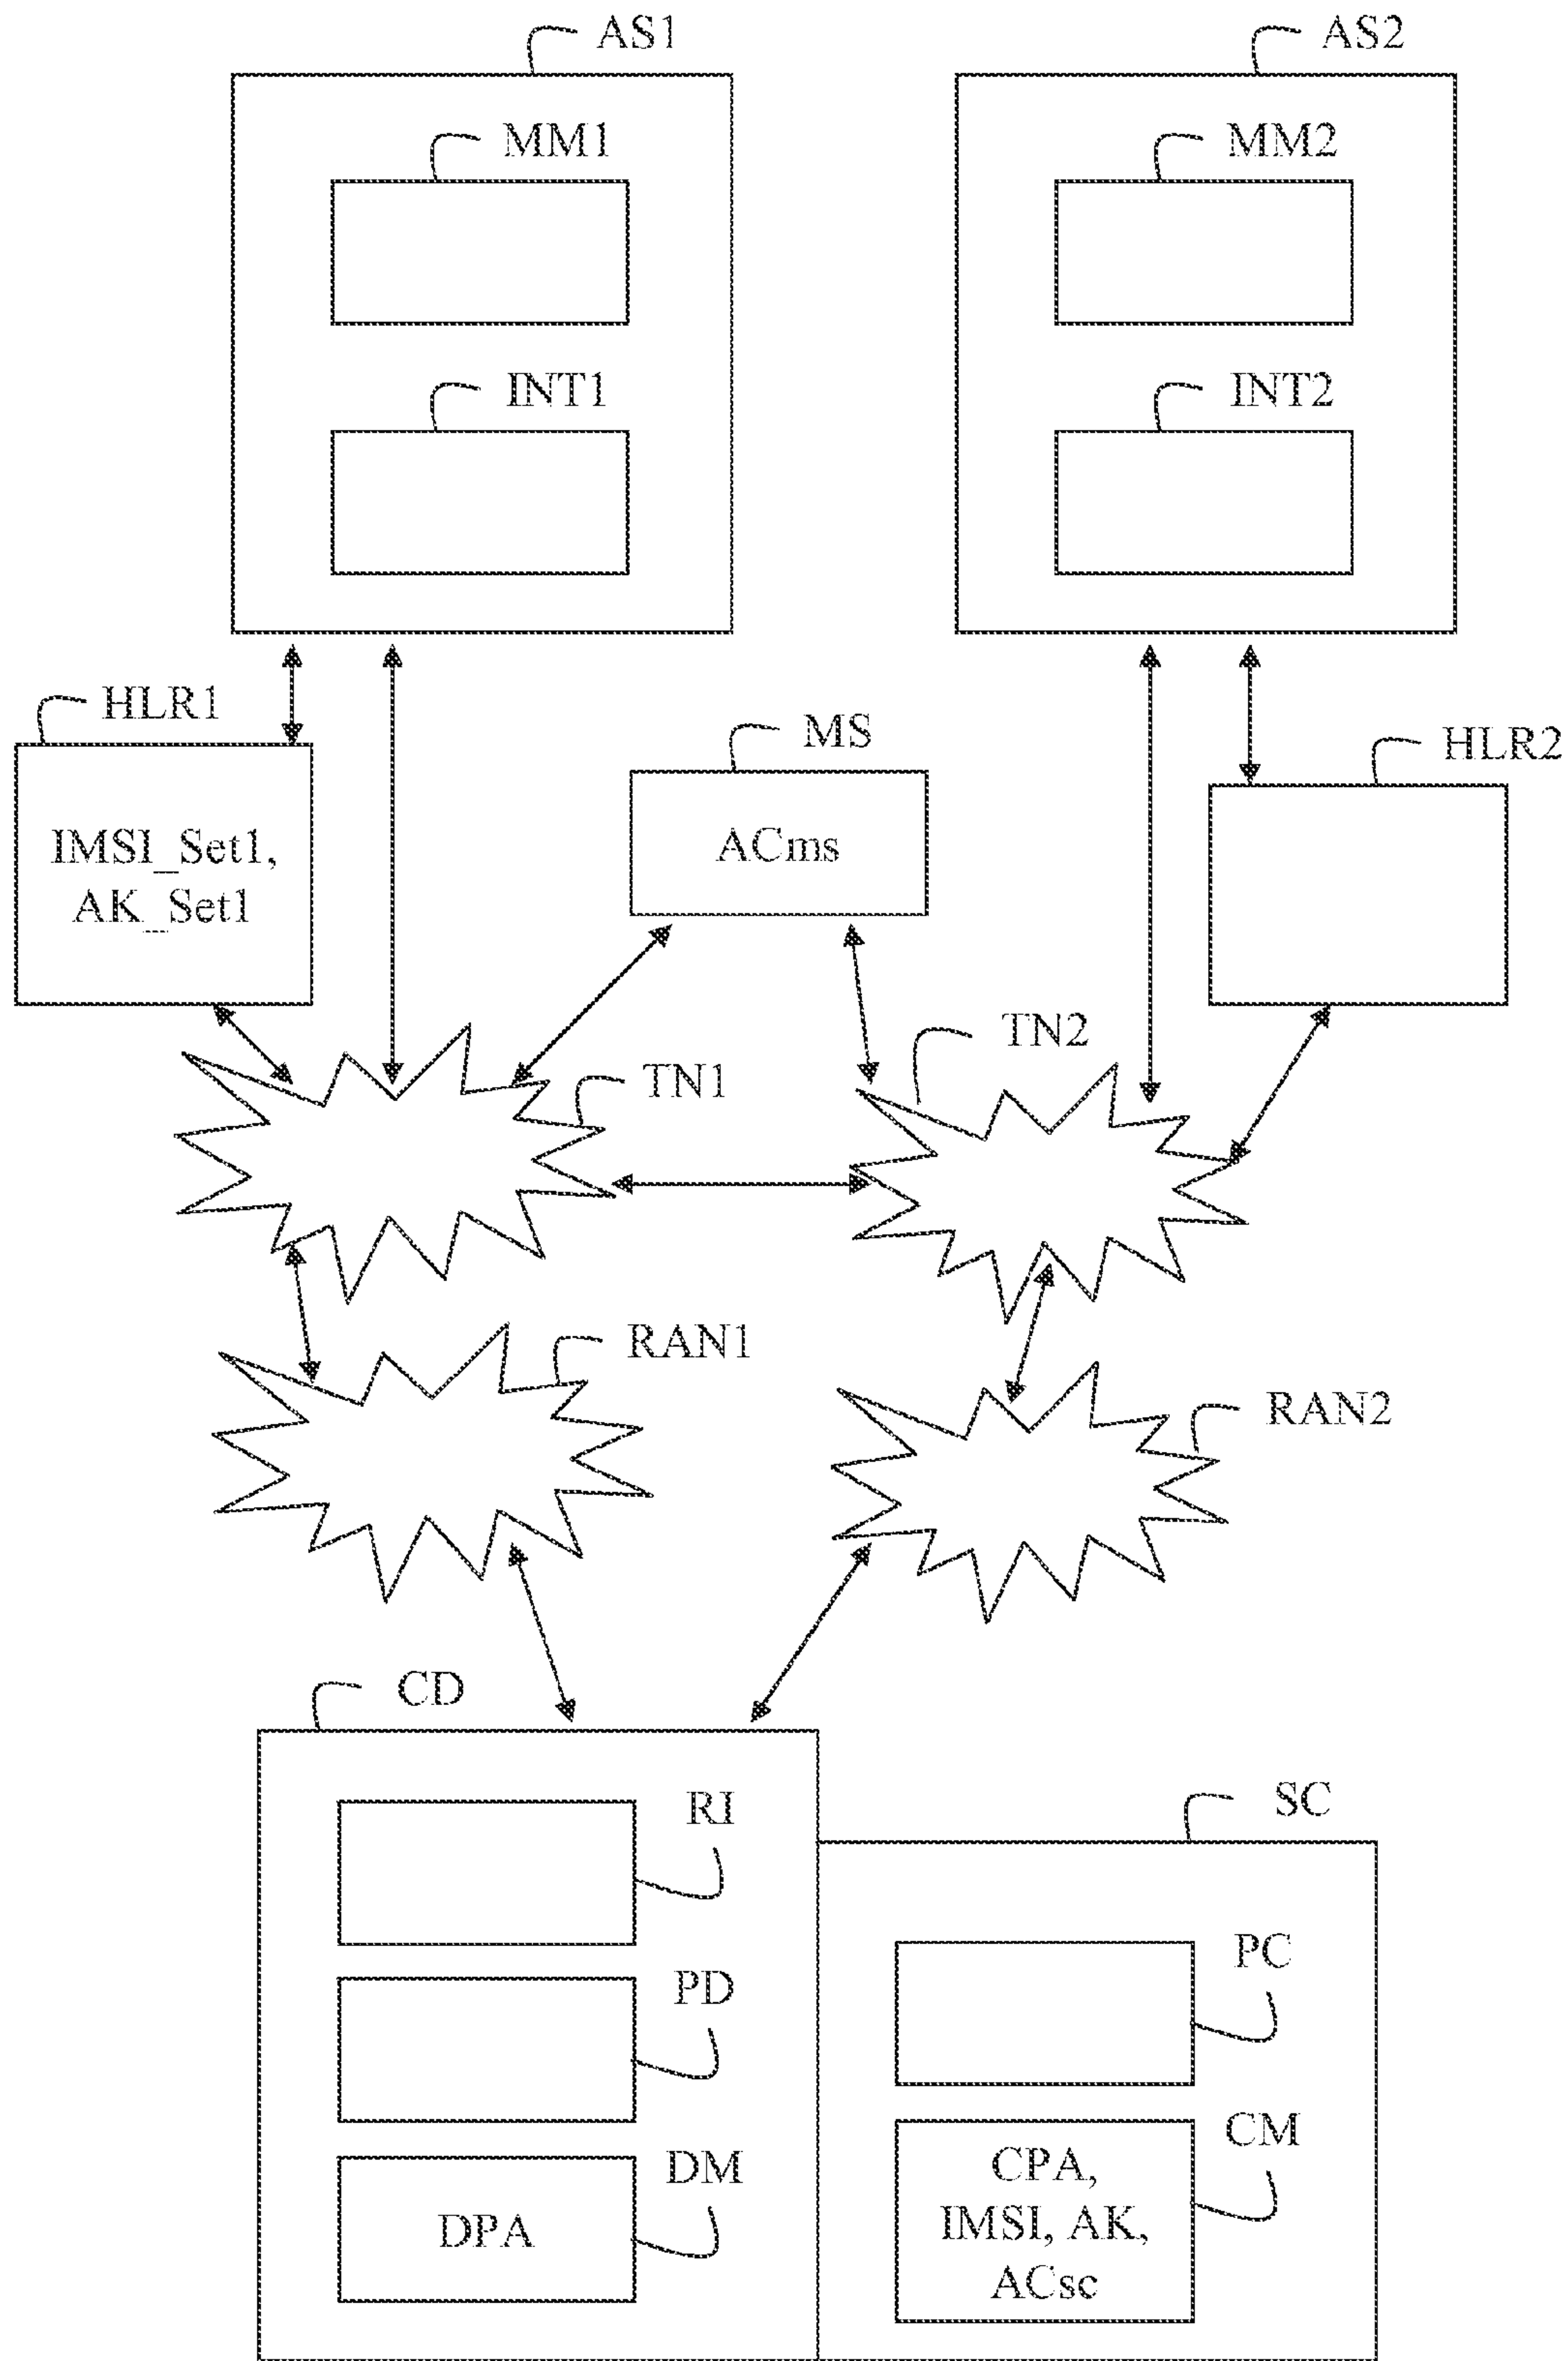 AS1
AS2
MM1
MM2
INT1
INT2
HLR1
MS
HLR2
IMSI_Set1,
AK_Set1
ACms
TN2
TN1
RAN1
RAN2
CD
SC
RI
PC
PD
CM
DM
CPA,
IMSI, AK,
ACsc
DPA